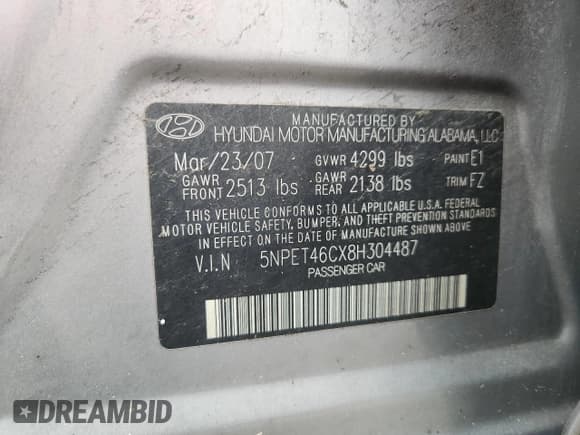 MANUFACTURED BY
HYUNDAI MOTOR MANUFACTURING ALABAMA, LLC
Mar/23/07 GVWR 4299 lbs PAINT E1
GAWR FRONT 2513 lbs GAWR REAR 2138 lbs TRIM FZ
THIS VEHICLE CONFORMS TO ALL APPLICABLE U.S.A. FEDERAL
MOTOR VEHICLE SAFETY, BUMPER, AND THEFT PREVENTION
STANDARDS IN EFFECT ON THE DATE OF MANUFACTURE SHOWN
ABOVE.
V.I.N 5NPET46CX8H304487
PASSENGER CAR
DREAMBID